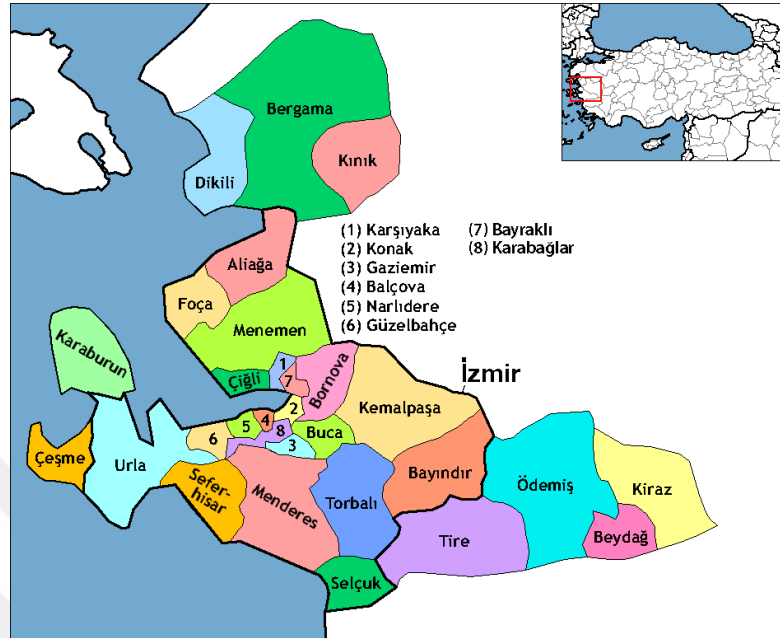 Bergama
Dikili
Kınık
(1) Karşıyaka
(2) Konak
(3) Gaziemir
(4) Balçova
(5) Narlıdere
(6) Güzelbahçe
(7) Bayraklı
(8) Karabağlar
Aliağa
Foça
Menemen
Karaburun
Çiğli
1
7
Bornova
İzmir
Kemalpaşa
2
4
5
8
6
3
Buca
Çeşme
Urla
Sefer-
hisar
Menderes
Torbalı
Bayındır
Ödemiş
Kiraz
Tire
Beydağ
Selçuk